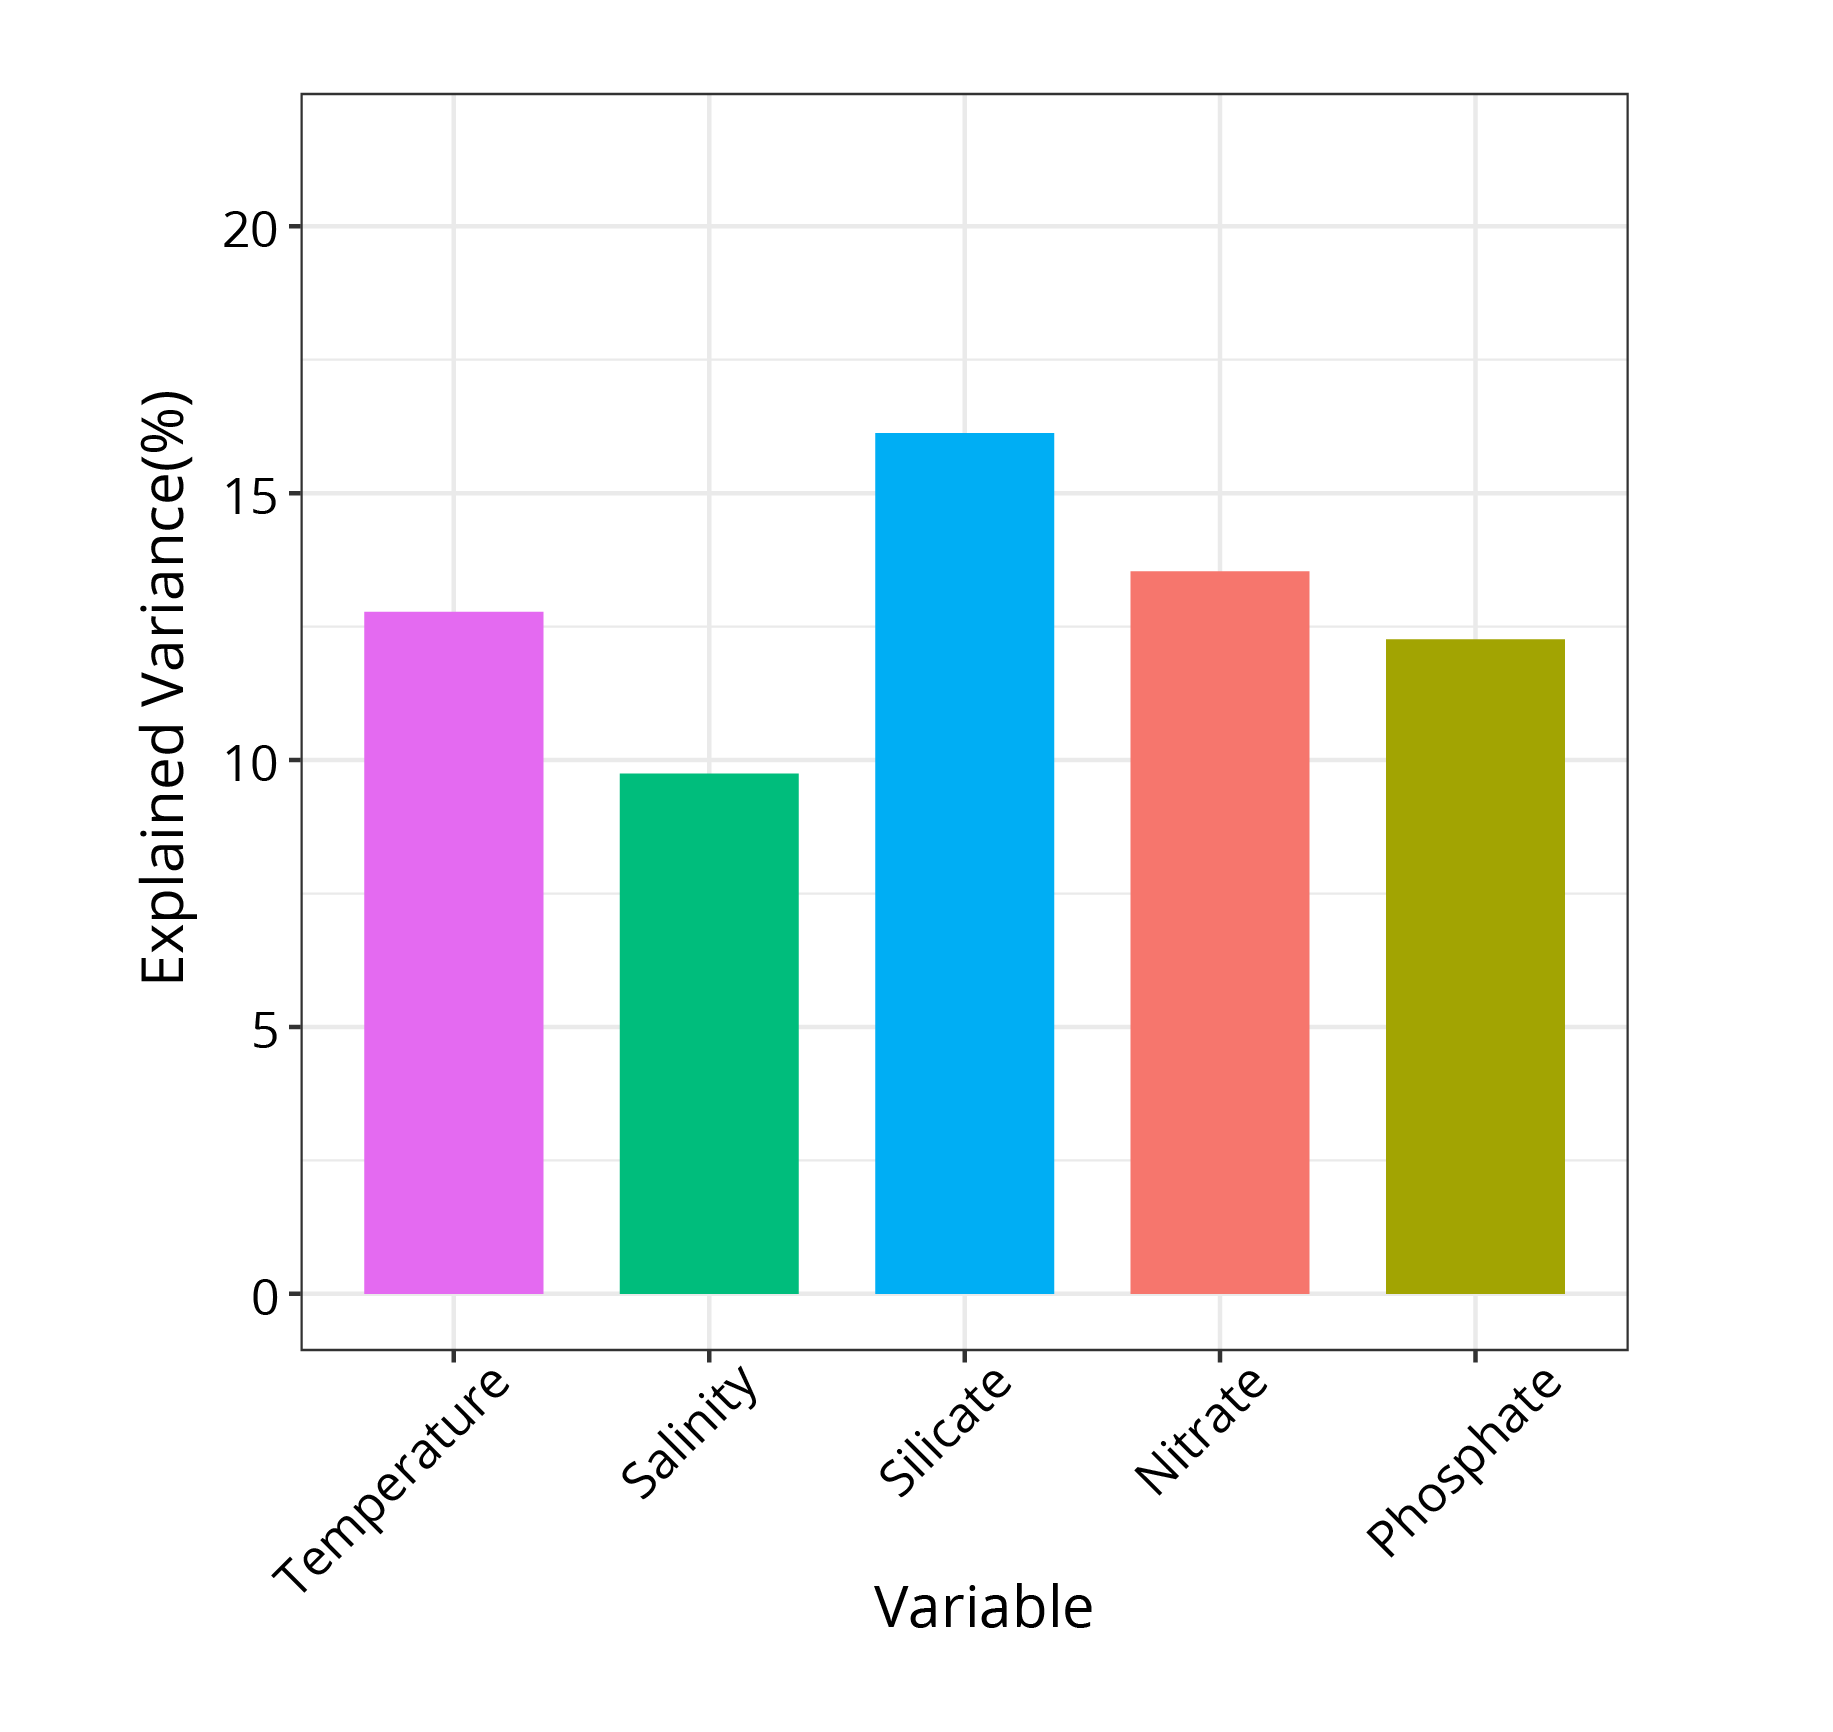 Explained Variance(%)
20
15
10
5
0
Temperature
Salinity
Silicate
Nitrate
Phosphate
Variable